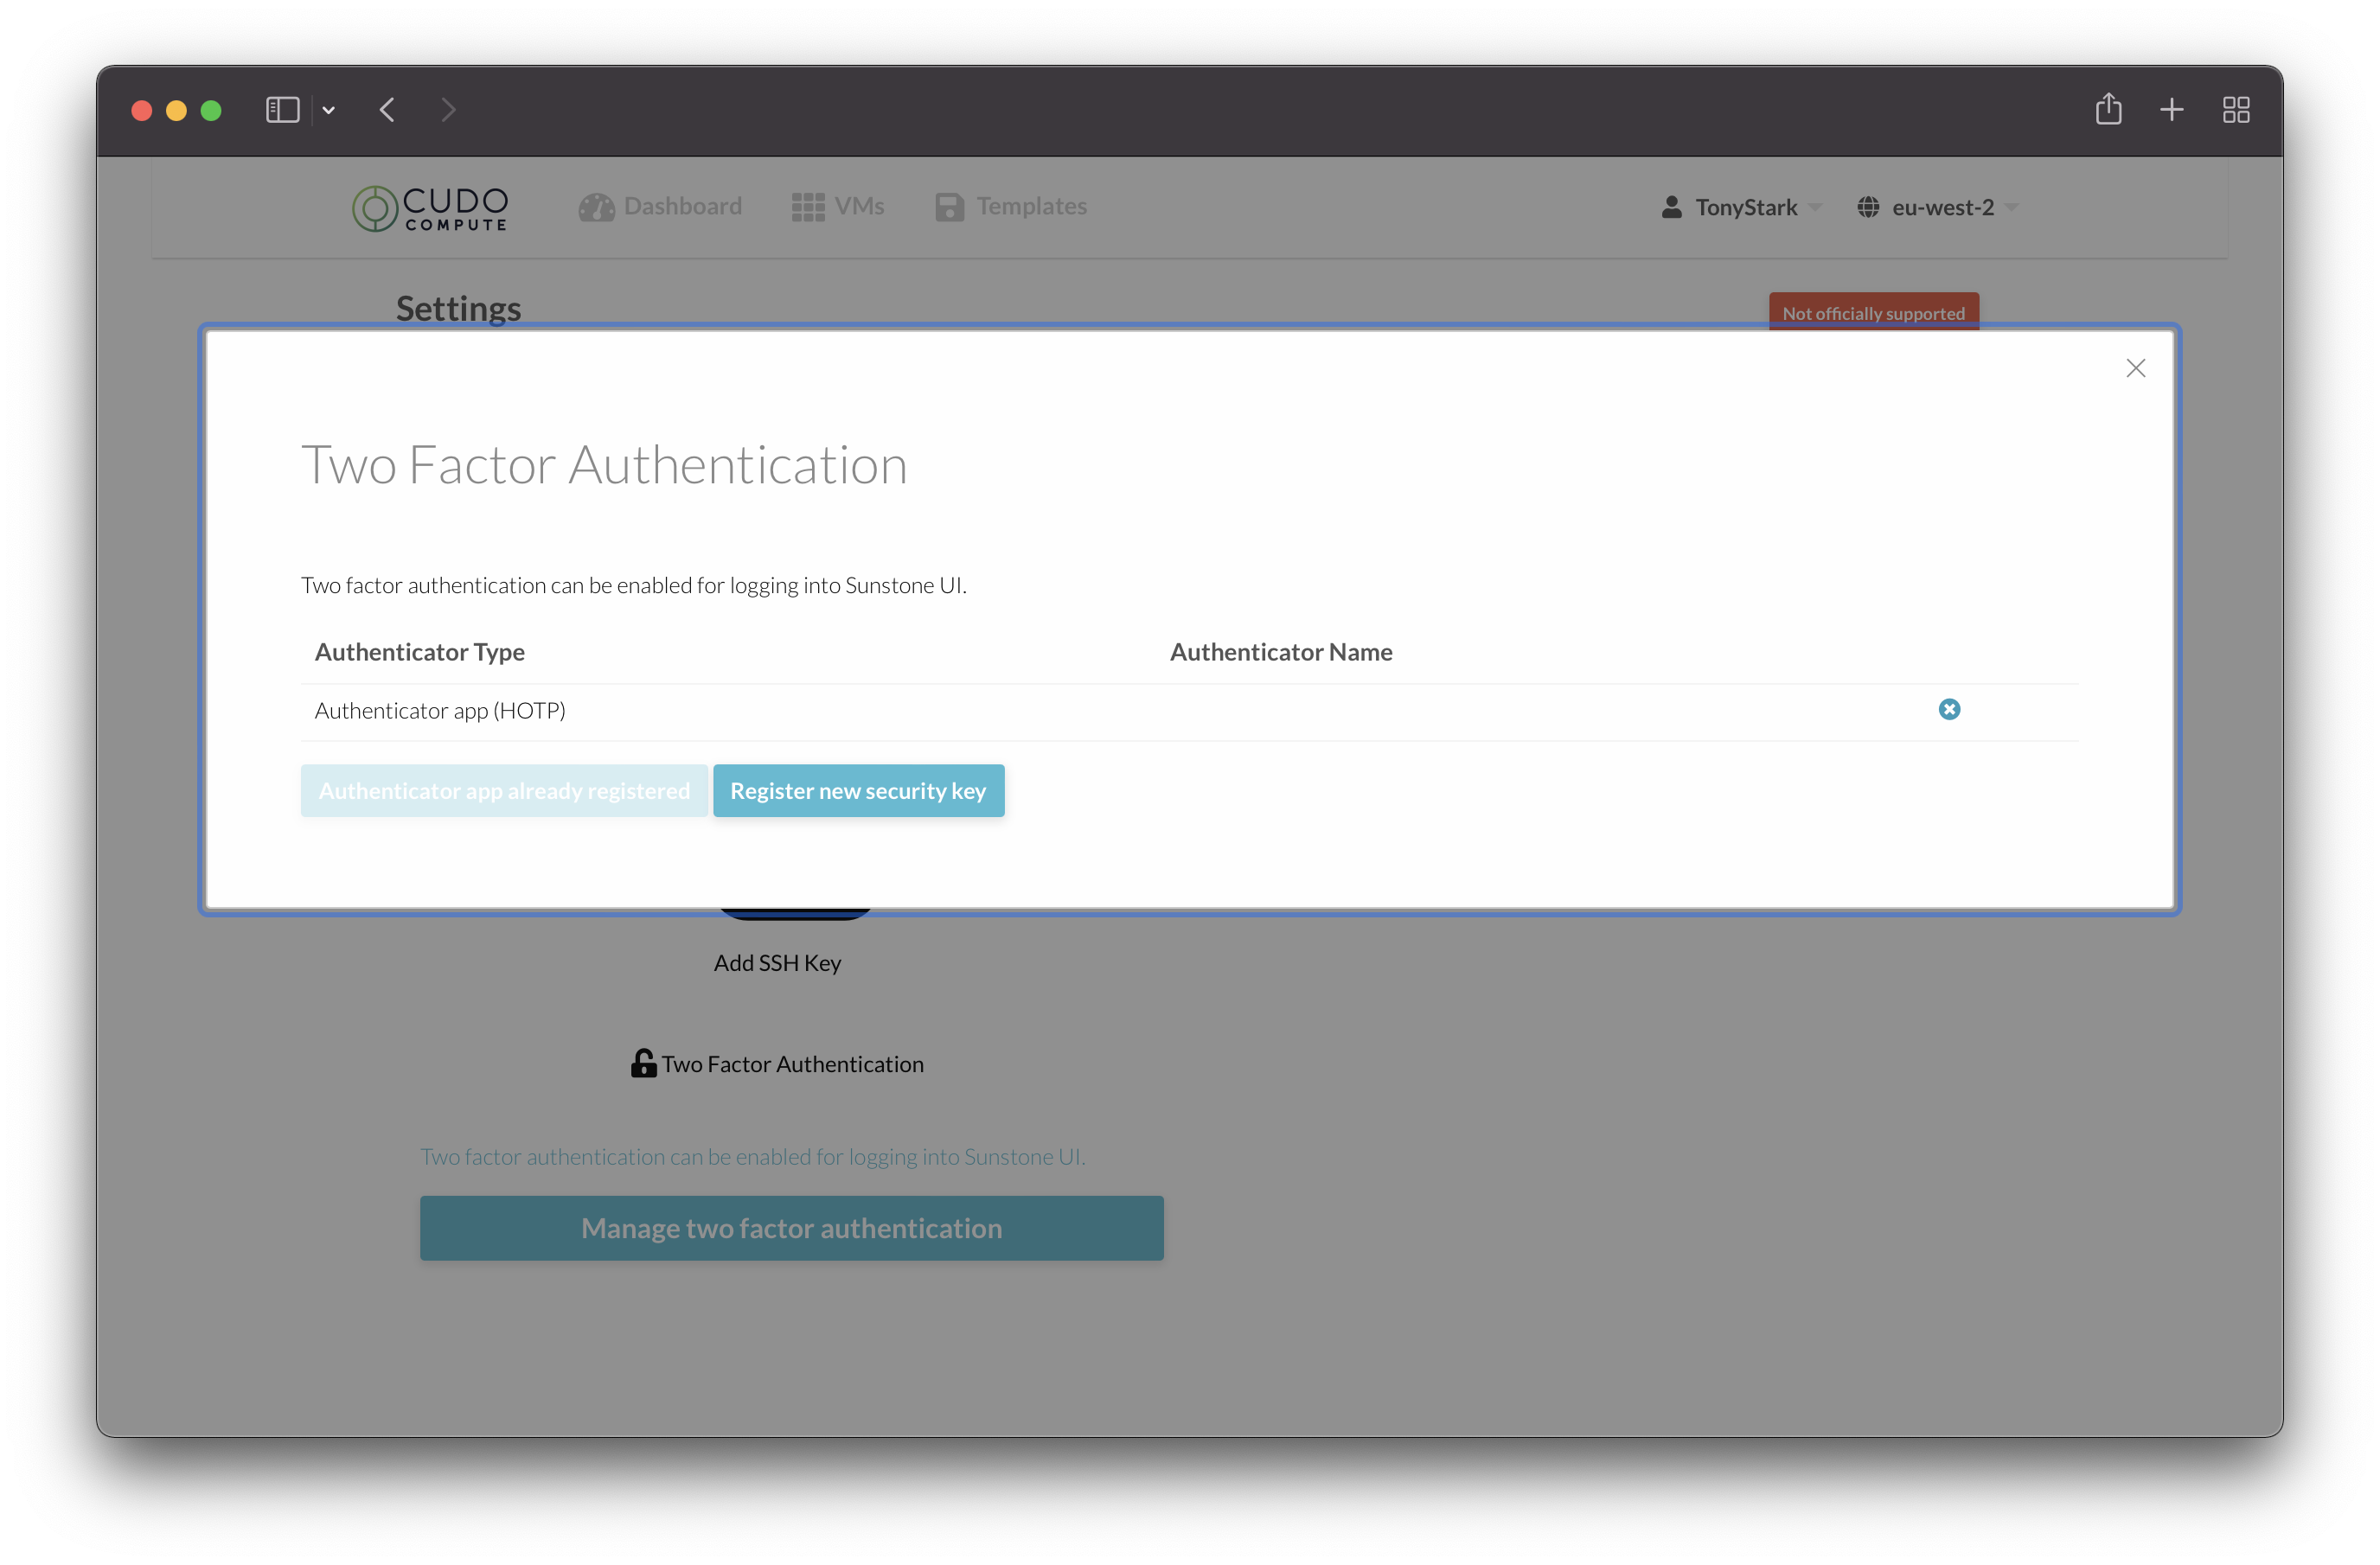 CUDO
COMPUTE
Dashboard
VMs
Templates
TonyStark
eu-west-2
Settings
Not officially supported
Two Factor Authentication
Two factor authentication can be enabled for logging into Sunstone UI.
Authenticator Type Authenticator Name
Authenticator app (HOTP)
Authenticator app already registered
Register new security key
Add SSH Key
Two Factor Authentication
Two factor authentication can be enabled for logging into Sunstone UI.
Manage two factor authentication